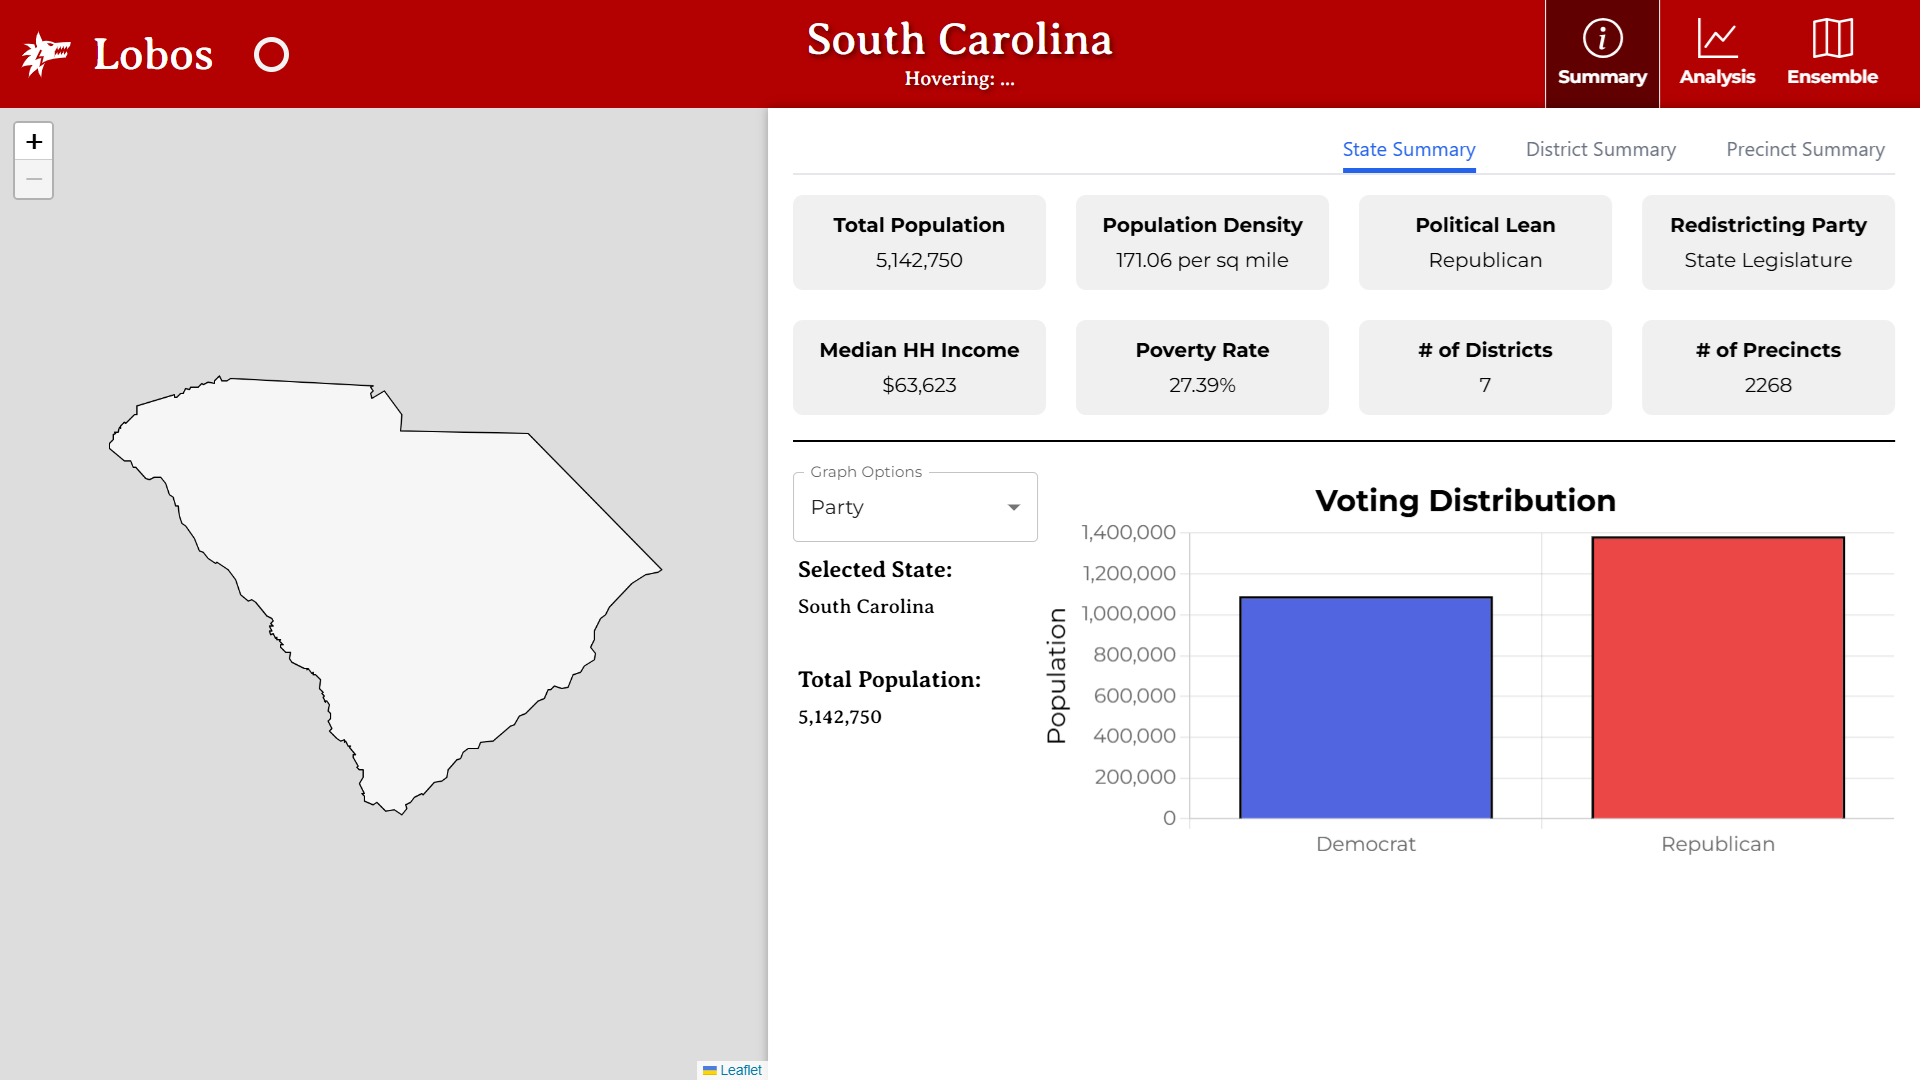 Lobos
South Carolina
Hovering: ...
Summary
Analysis
Ensemble
+
−
State Summary
District Summary
Precinct Summary
Total Population
5,142,750
Population Density
171.06 per sq mile
Political Lean
Republican
Redistricting Party
State Legislature
Median HH Income
$63,623
Poverty Rate
27.39%
# of Districts
7
# of Precincts
2268
Graph Options
Party
Selected State:
South Carolina
Total Population:
5,142,750
Voting Distribution
Population
1,400,000
1,200,000
1,000,000
800,000
600,000
400,000
200,000
0
Democrat
Republican
Leaflet